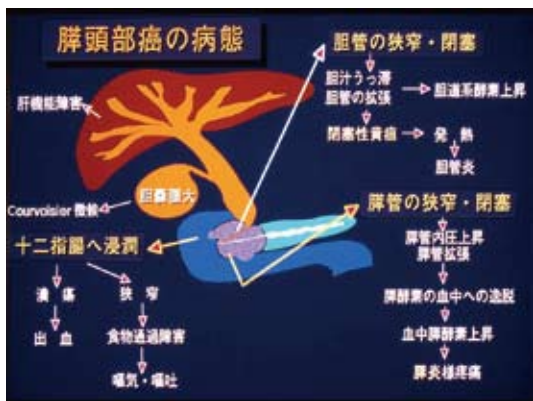 膵頭部癌の病態
胆管の狭窄・閉塞
胆汁うっ滞
胆管の拡張
胆道系酵素上昇
閉塞性黄疸
発熱
胆管炎
肝機能障害
胆嚢腫大
Courvoisier 徴候
膵管の狭窄・閉塞
膵管内圧上昇
膵管拡張
膵酵素の血中への逸脱
血中膵酵素上昇
膵炎様疼痛
十二指腸へ浸潤
潰瘍
出血
狭窄
食物通過障害
嘔気・嘔吐